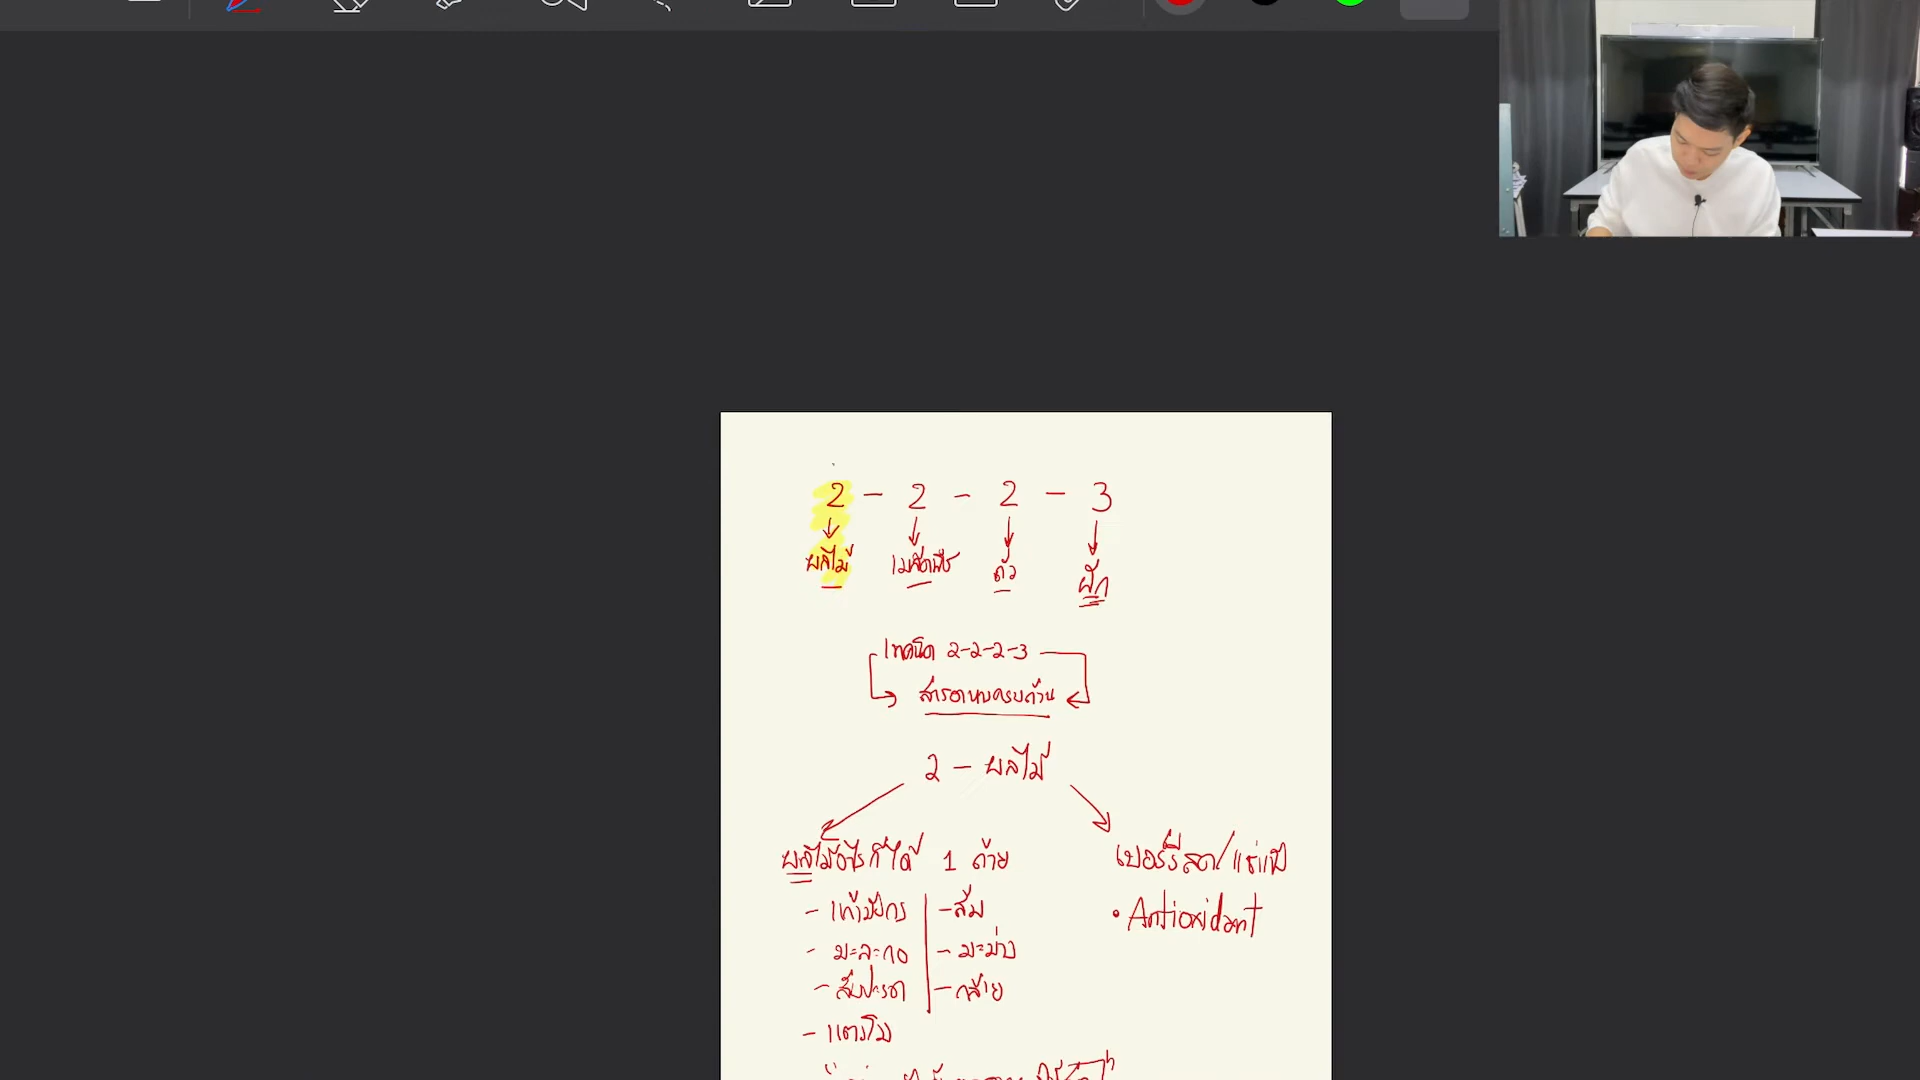 2 - 2 - 2 - 3
ผลไม้ เมล็ดพืช ถั่ว ผัก
เทคนิค 2-2-2-3
สารอาหารครบถ้วน
2 - ผลไม้
ผลไม้อะไรก็ได้ 1 ถ้วย เบอร์รี่สด/แช่แข็ง
- แก้วมังกร - ส้ม • Antioxidant
- มะละกอ - มะม่วง
- สับปะรด - กล้วย
- แตงโม